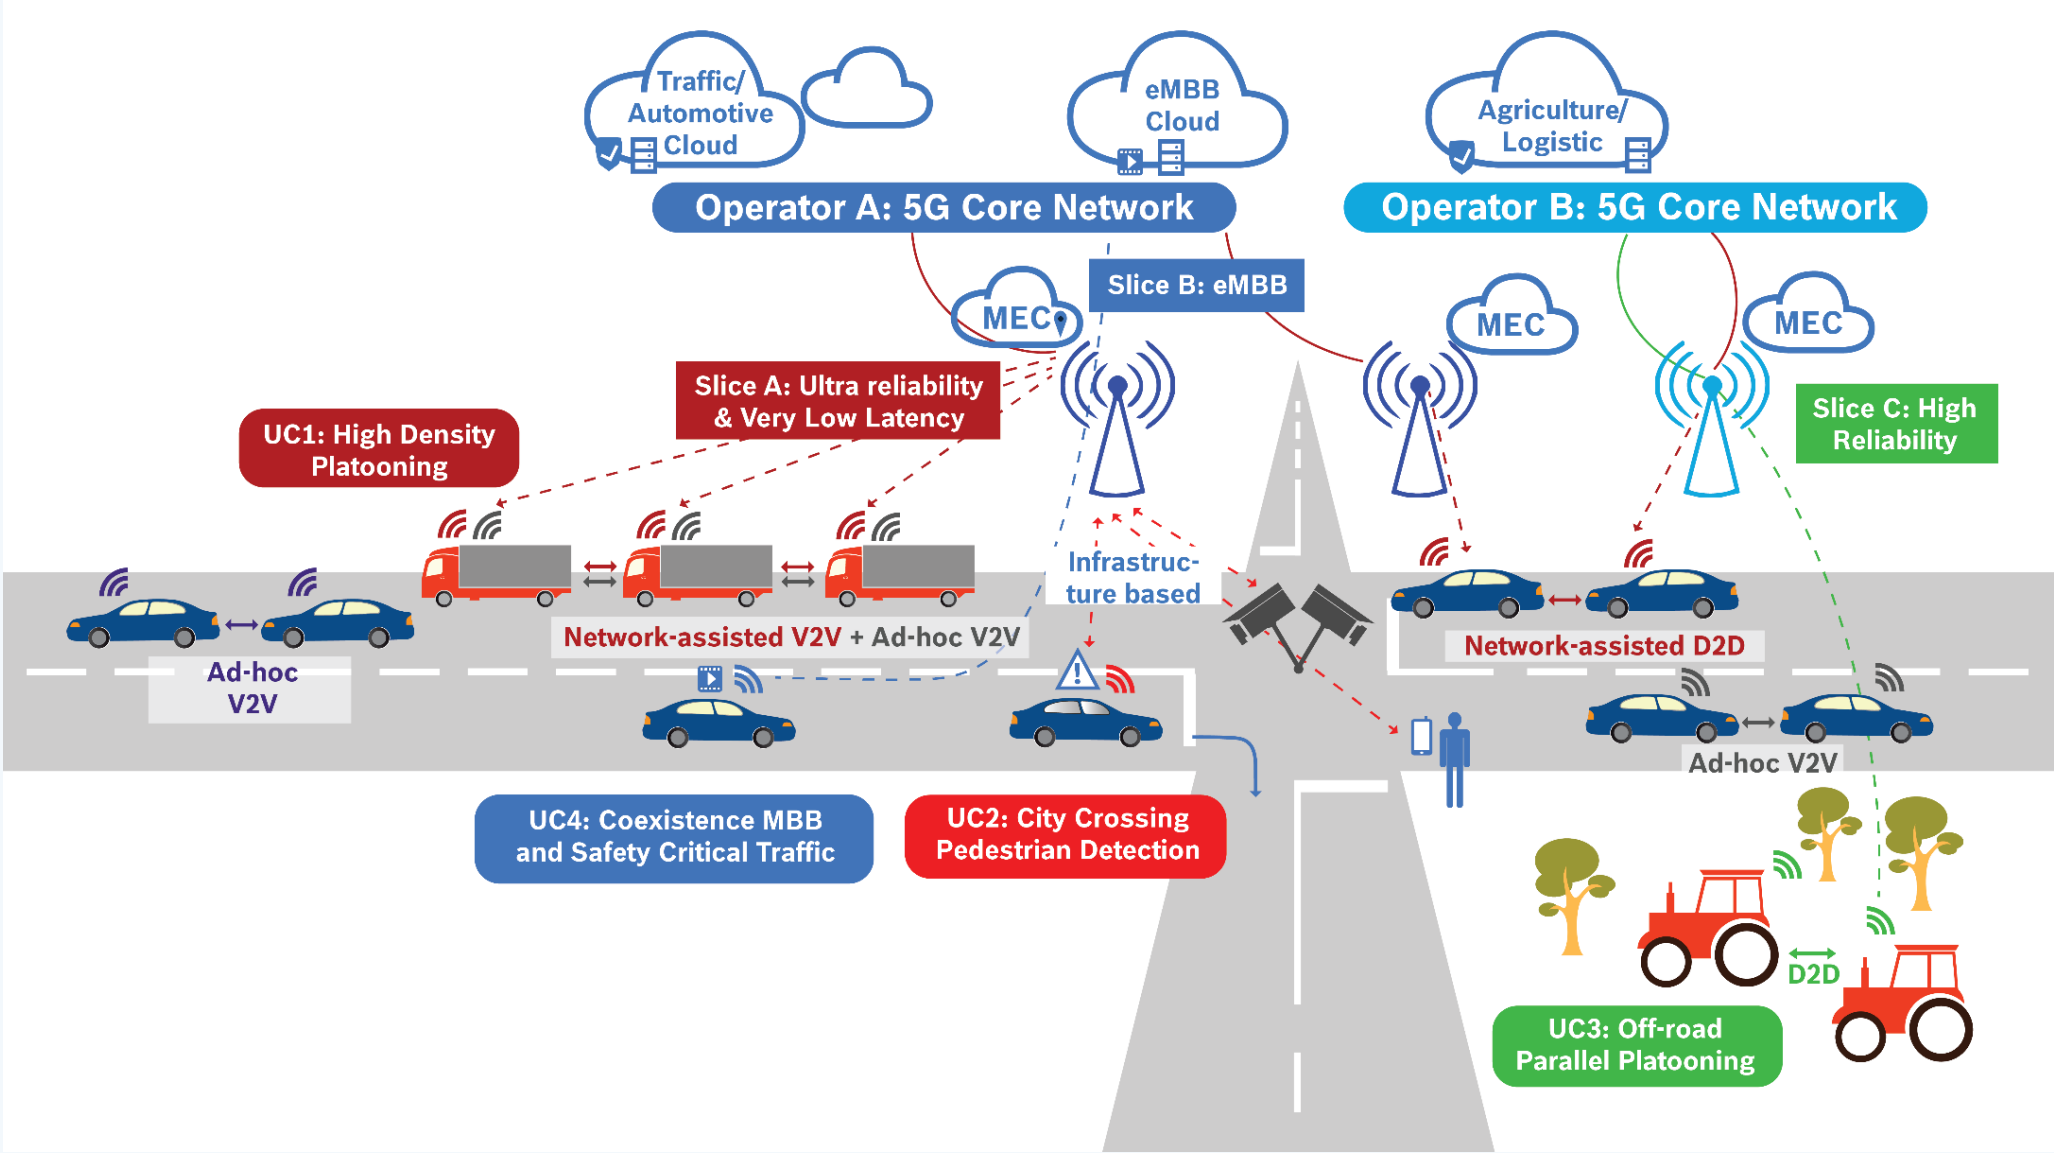 Traffic/
Automotive
Cloud
eMBB
Cloud
Agriculture/
Logistic
Operator A: 5G Core Network
Operator B: 5G Core Network
Slice B: eMBB
MEC
MEC
MEC
Slice A: Ultra reliability
& Very Low Latency
Slice C: High
Reliability
UC1: High Density
Platooning
Infrastruc-
ture based
Network-assisted V2V + Ad-hoc V2V
Network-assisted D2D
Ad-hoc
V2V
Ad-hoc V2V
UC4: Coexistence MBB
and Safety Critical Traffic
UC2: City Crossing
Pedestrian Detection
D2D
UC3: Off-road
Parallel Platooning